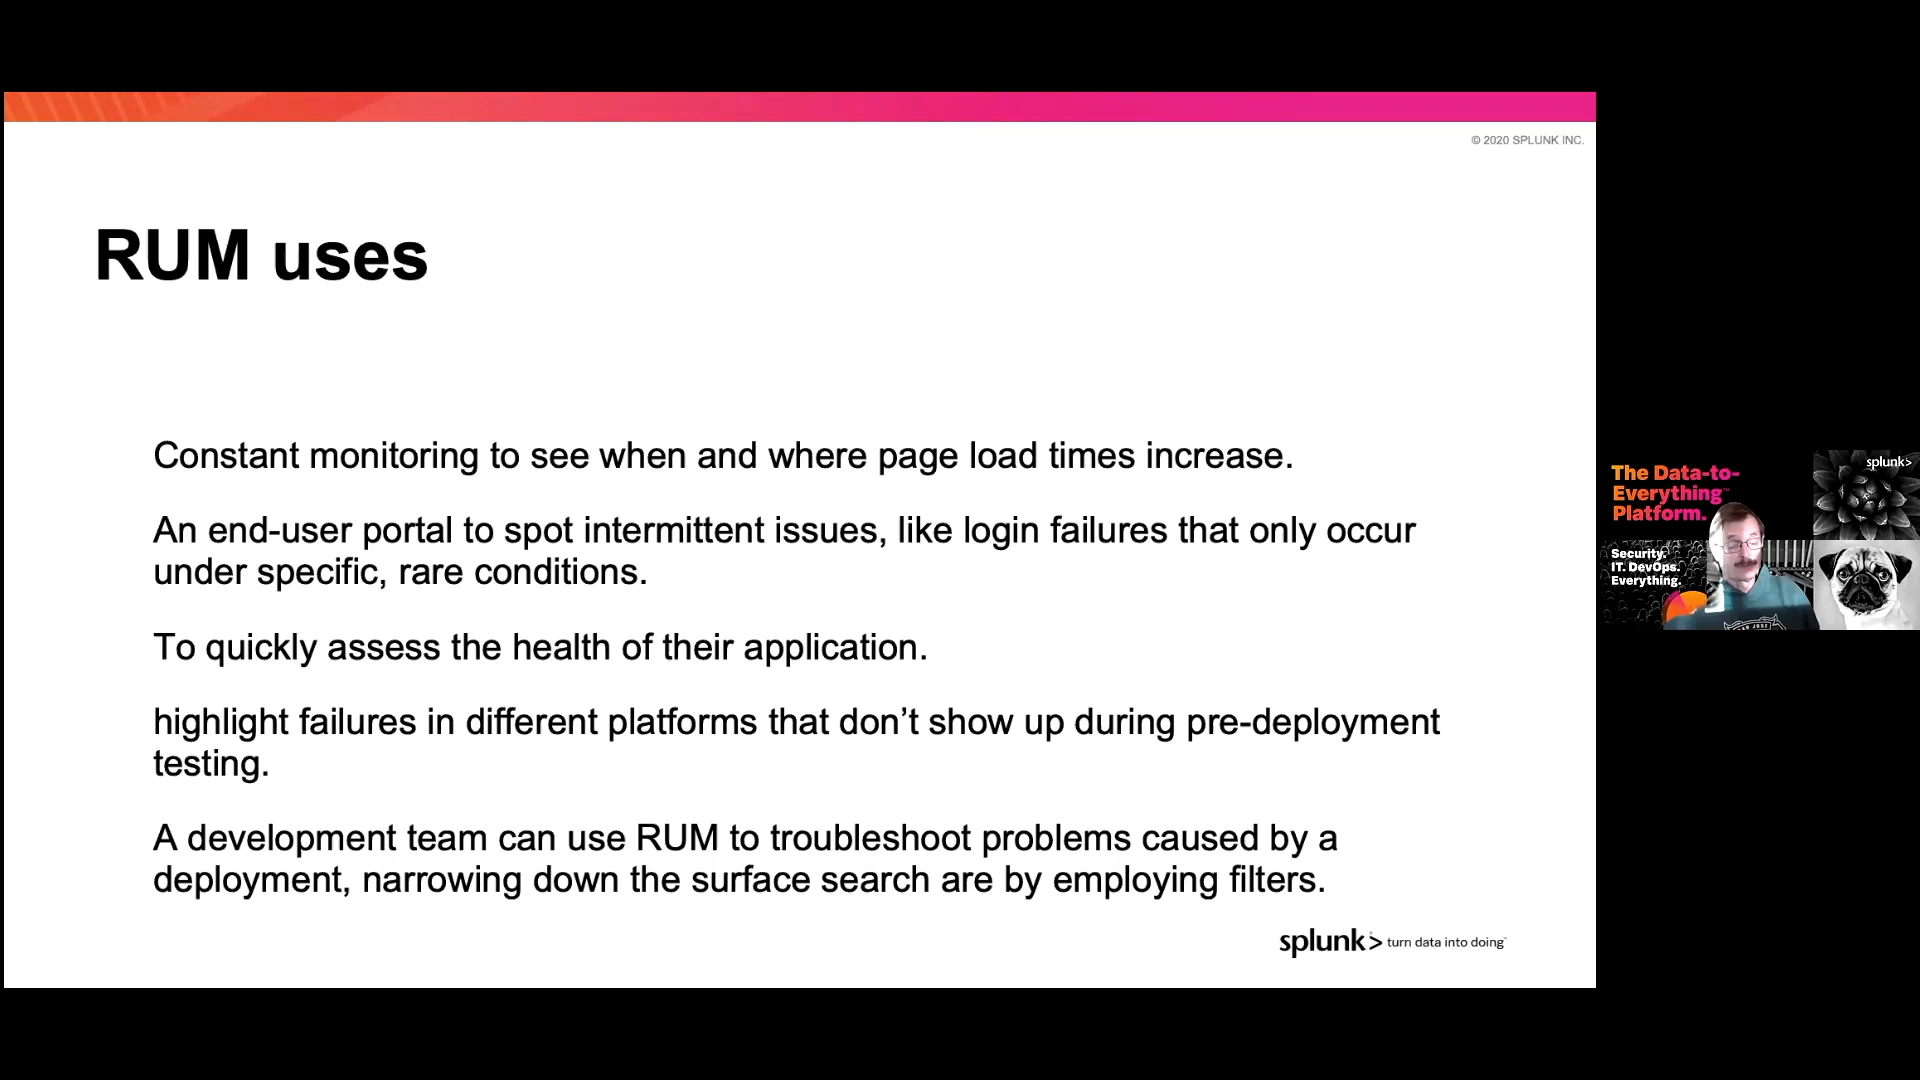 © 2020 SPLUNK INC.
RUM uses
Constant monitoring to see when and where page load times increase.
An end-user portal to spot intermittent issues, like login failures that only occur
under specific, rare conditions.
To quickly assess the health of their application.
highlight failures in different platforms that don’t show up during pre-deployment
testing.
A development team can use RUM to troubleshoot problems caused by a
deployment, narrowing down the surface search are by employing filters.
splunk> turn data into doing™
The Data-to-
Everything™
Platform.
splunk>
Security.
IT. DevOps.
Everything.